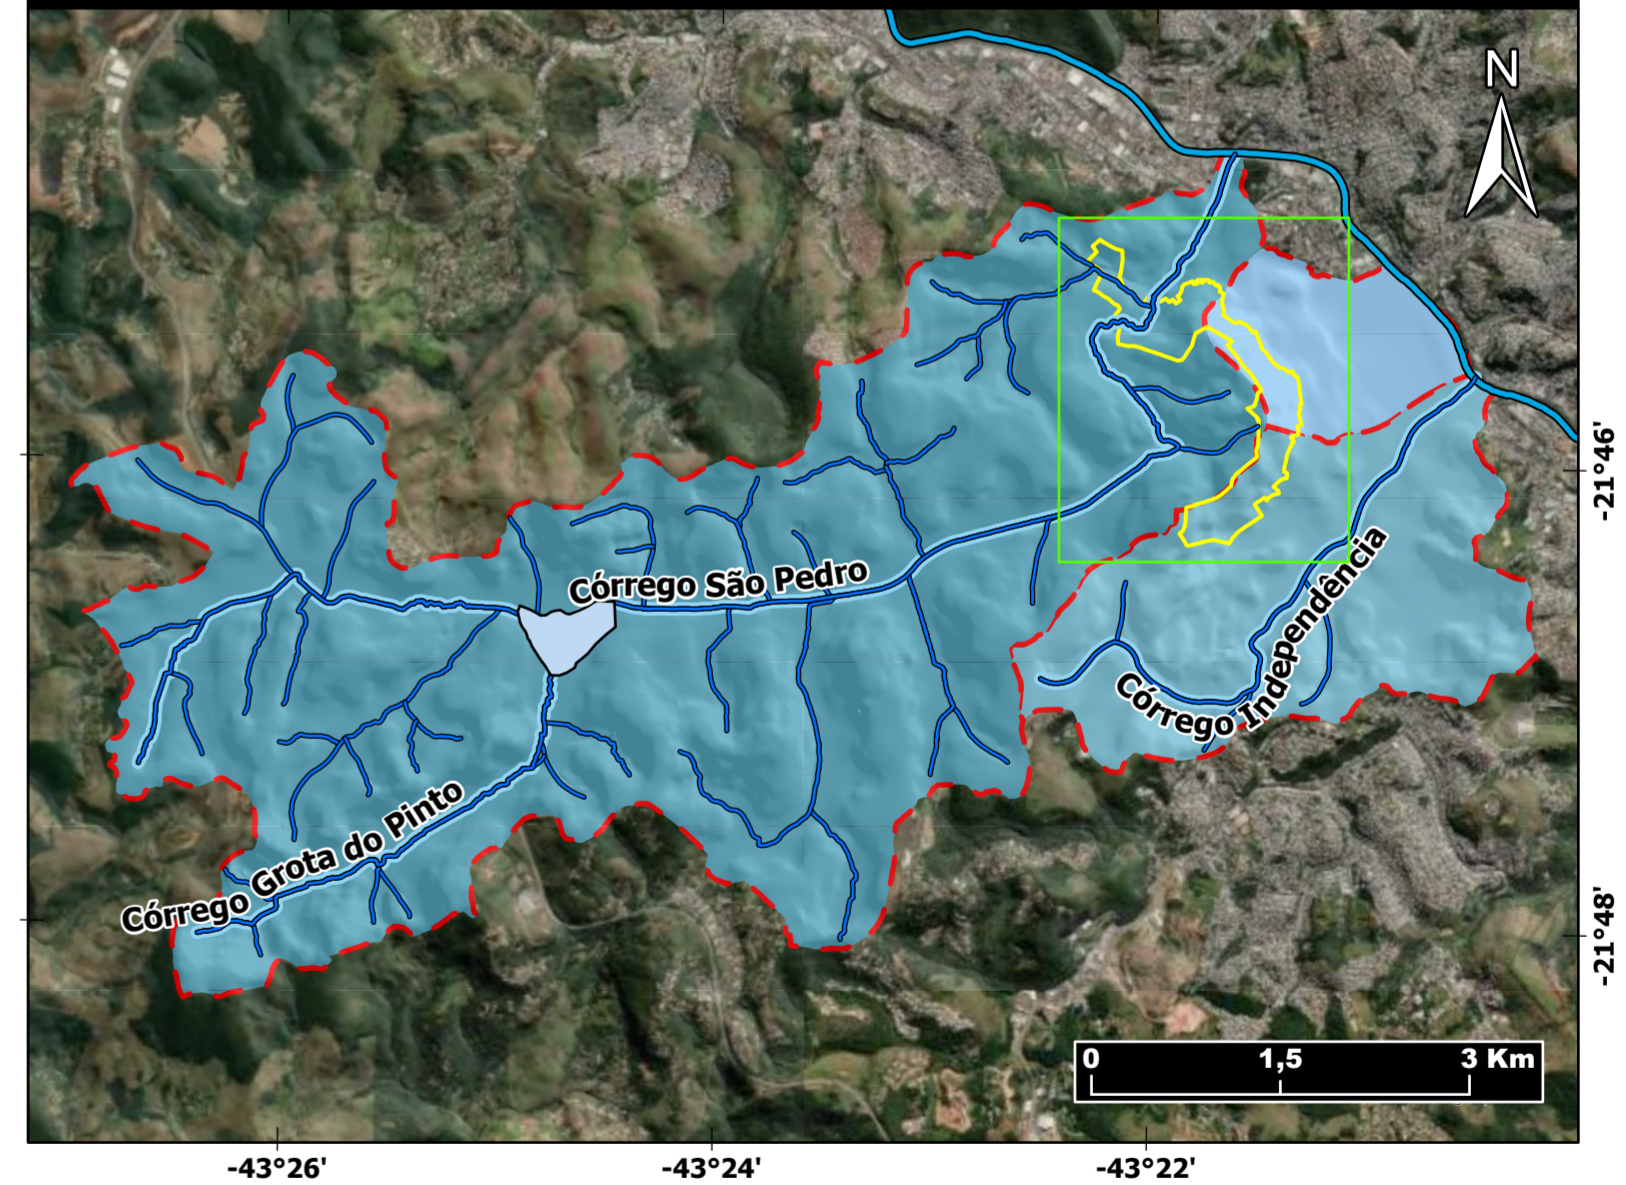 N
-21°46'
Córrego São Pedro
Córrego Independência
Córrego Grota do Pinto
-21°48'
0 1,5 3 Km
-43°26' -43°24' -43°22'